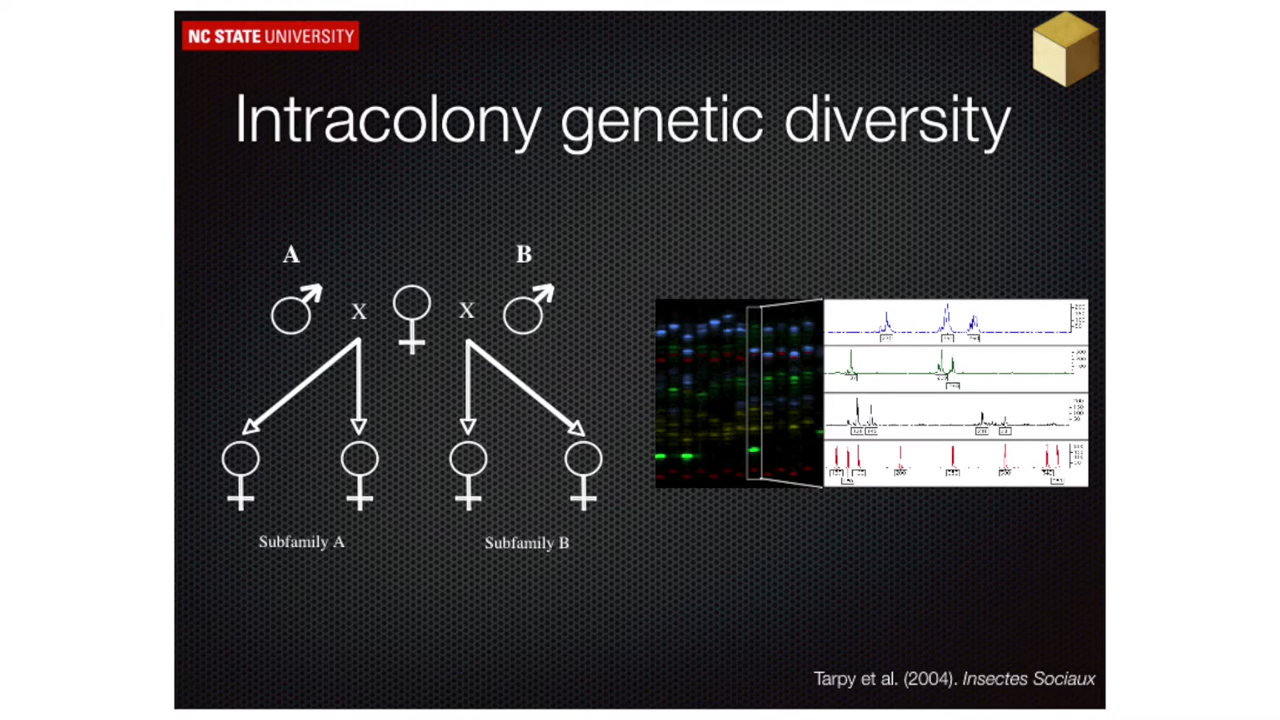 NC STATE UNIVERSITY
Intracolony genetic diversity
A
B
X
X
Subfamily A
Subfamily B
Tarpy et al. (2004). Insectes Sociaux